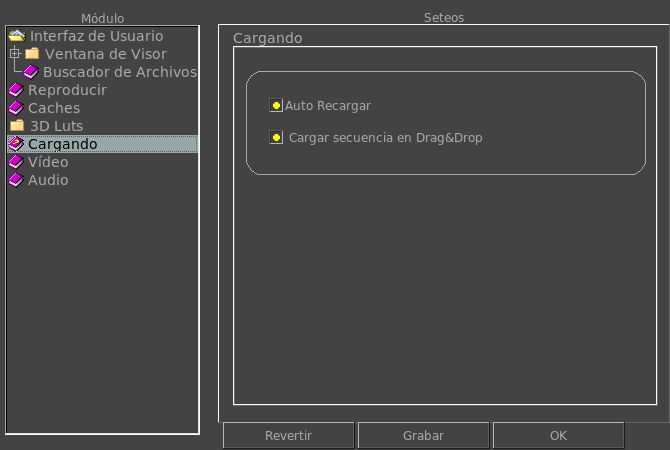 Módulo
Interfaz de Usuario
Ventana de Visor
Buscador de Archivos
Reproducir
Caches
3D Luts
Cargando
Vídeo
Audio
Seteos
Cargando
Auto Recargar
Cargar secuencia en Drag&Drop
Revertir
Grabar
OK